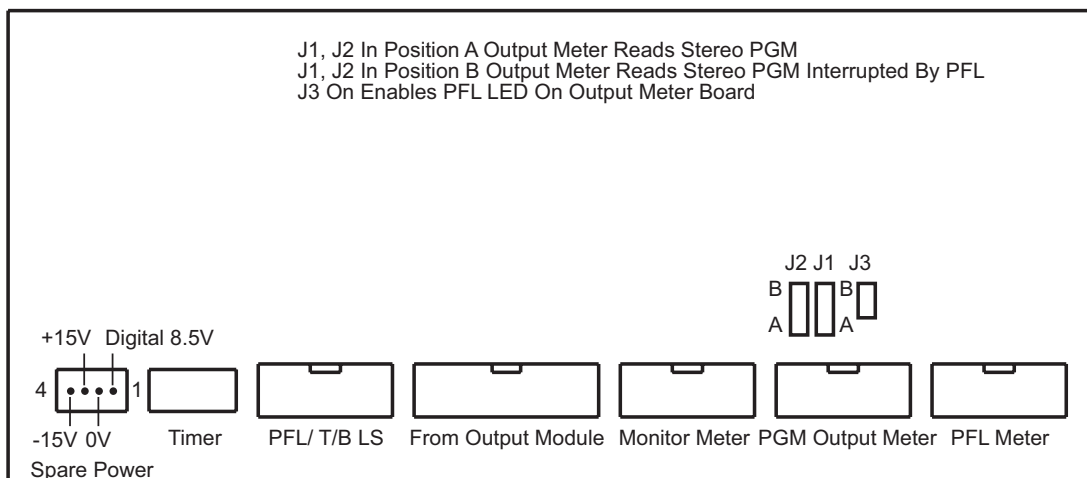 J1, J2 In Position A Output Meter Reads Stereo PGM
J1, J2 In Position B Output Meter Reads Stereo PGM Interrupted By PFL
J3 On Enables PFL LED On Output Meter Board
J2 J1 J3
B B
A A
+15V Digital 8.5V
4 1
-15V 0V
Timer PFL/ T/B LS From Output Module Monitor Meter PGM Output Meter PFL Meter
Spare Power